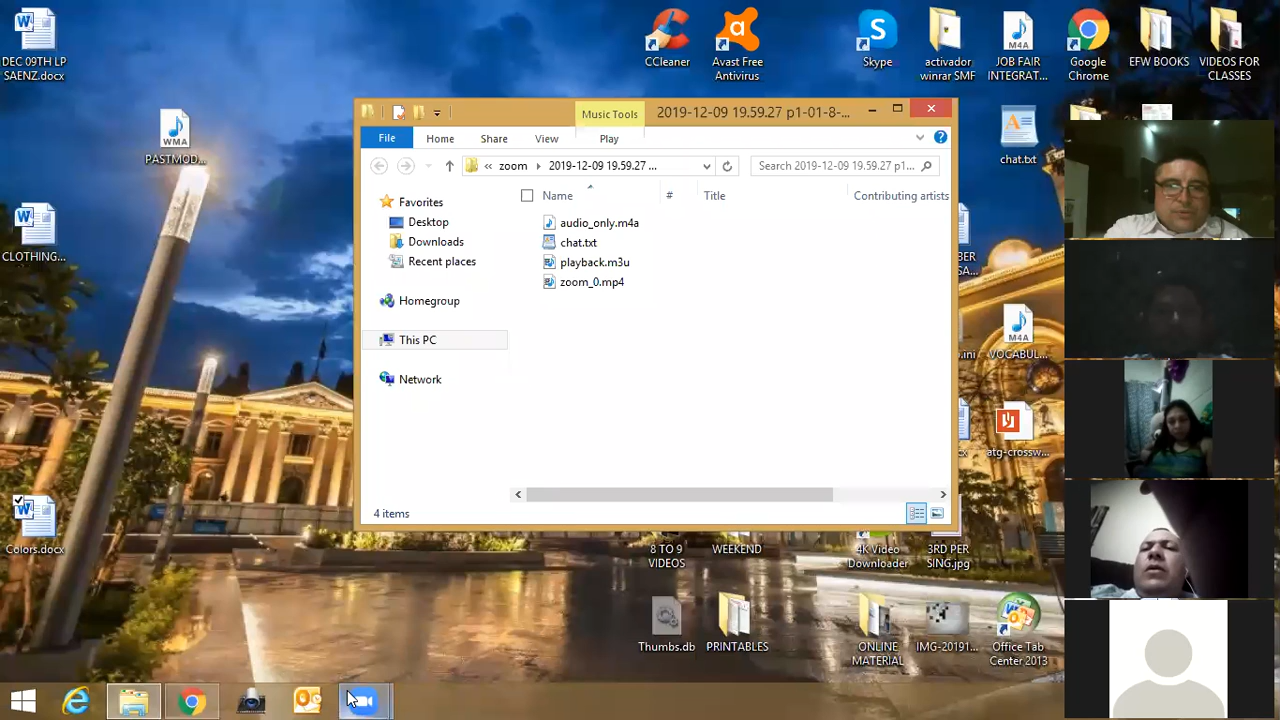 DEC 09TH LP
SAENZ.docx
WMA
PASTMOD...
CLOTHING...
Colors.docx
CCleaner
Avast Free
Antivirus
Skype
activador
winrar SMF
M4A
JOB FAIR
INTEGRAT...
Google
Chrome
EFW BOOKS
VIDEOS FOR
CLASSES
chat.txt
Music Tools
2019-12-09 19.59.27 p1-01-8-...
File
Home
Share
View
Play
« zoom 2019-12-09 19.59.27 ...
Search 2019-12-09 19.59.27 p1...
Favorites
Desktop
Downloads
Recent places
Homegroup
This PC
Network
Name
#
Title
Contributing artists
audio_only.m4a
chat.txt
playback.m3u
zoom_0.mp4
4 items
M4A
VOCABUL...
atg-crossw...
8 TO 9
VIDEOS
WEEKEND
4K Video
Downloader
3RD PER
SING.jpg
Thumbs.db
PRINTABLES
ONLINE
MATERIAL
IMG-20191...
Office Tab
Center 2013